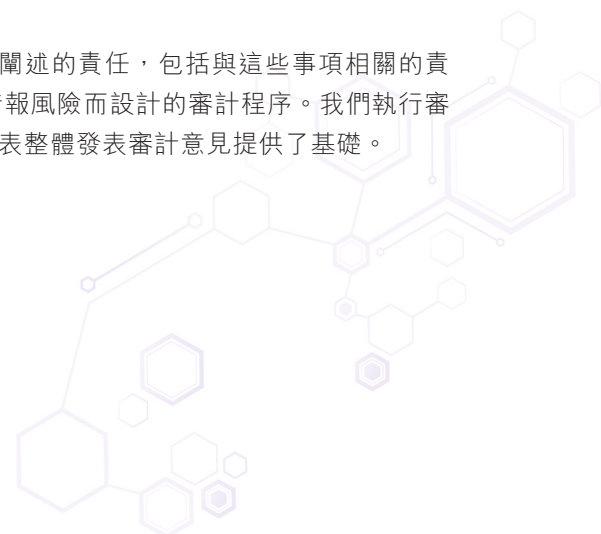 闡述的責任，包括與這些事項相關的責
報風險而設計的審計程序。我們執行審
表整體發表審計意見提供了基礎。